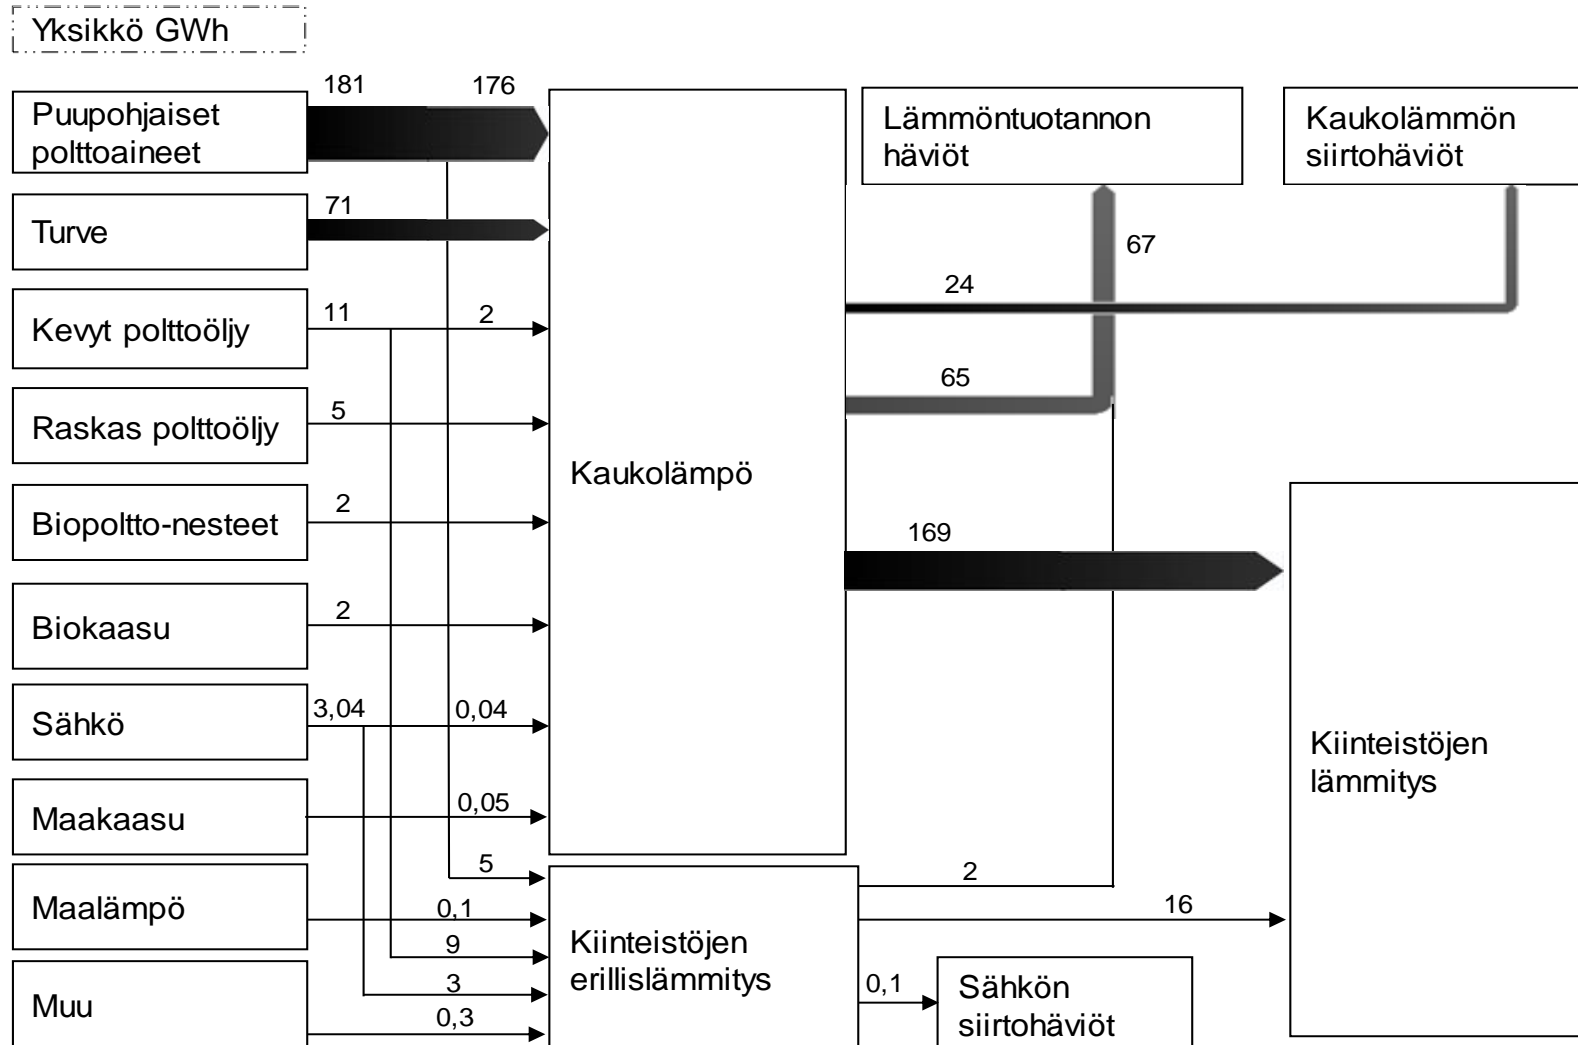 Yksikkö GWh
181
176
Puupohjaiset
polttoaineet
Lämmöntuotannon
häviöt
Kaukolämmön
siirtohäviöt
71
Turve
67
24
11
2
Kevyt polttoöljy
65
5
Raskas polttoöljy
Kaukolämpö
2
Biopoltto-nesteet
169
2
Biokaasu
3,04
0,04
Sähkö
Kiinteistöjen
lämmitys
0,05
Maakaasu
5
2
Maalämpö
0,1
16
9
Kiinteistöjen
erillislämmitys
3
0,1
Sähkön
siirtohäviöt
Muu
0,3